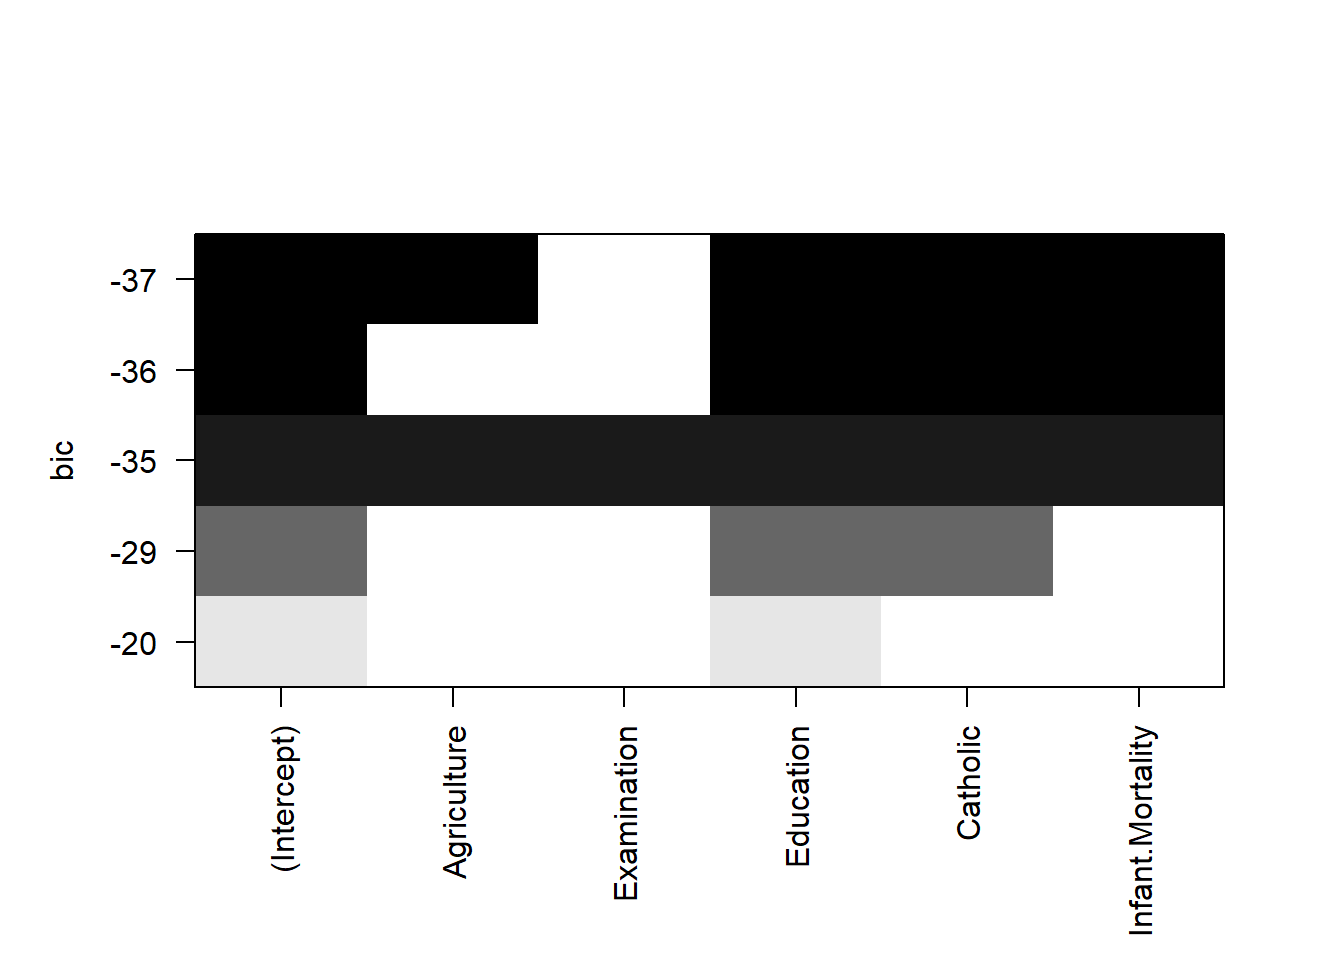 bic
-37
-36
-35
-29
-20
(Intercept)
Agriculture
Examination
Education
Catholic
Infant.Mortality